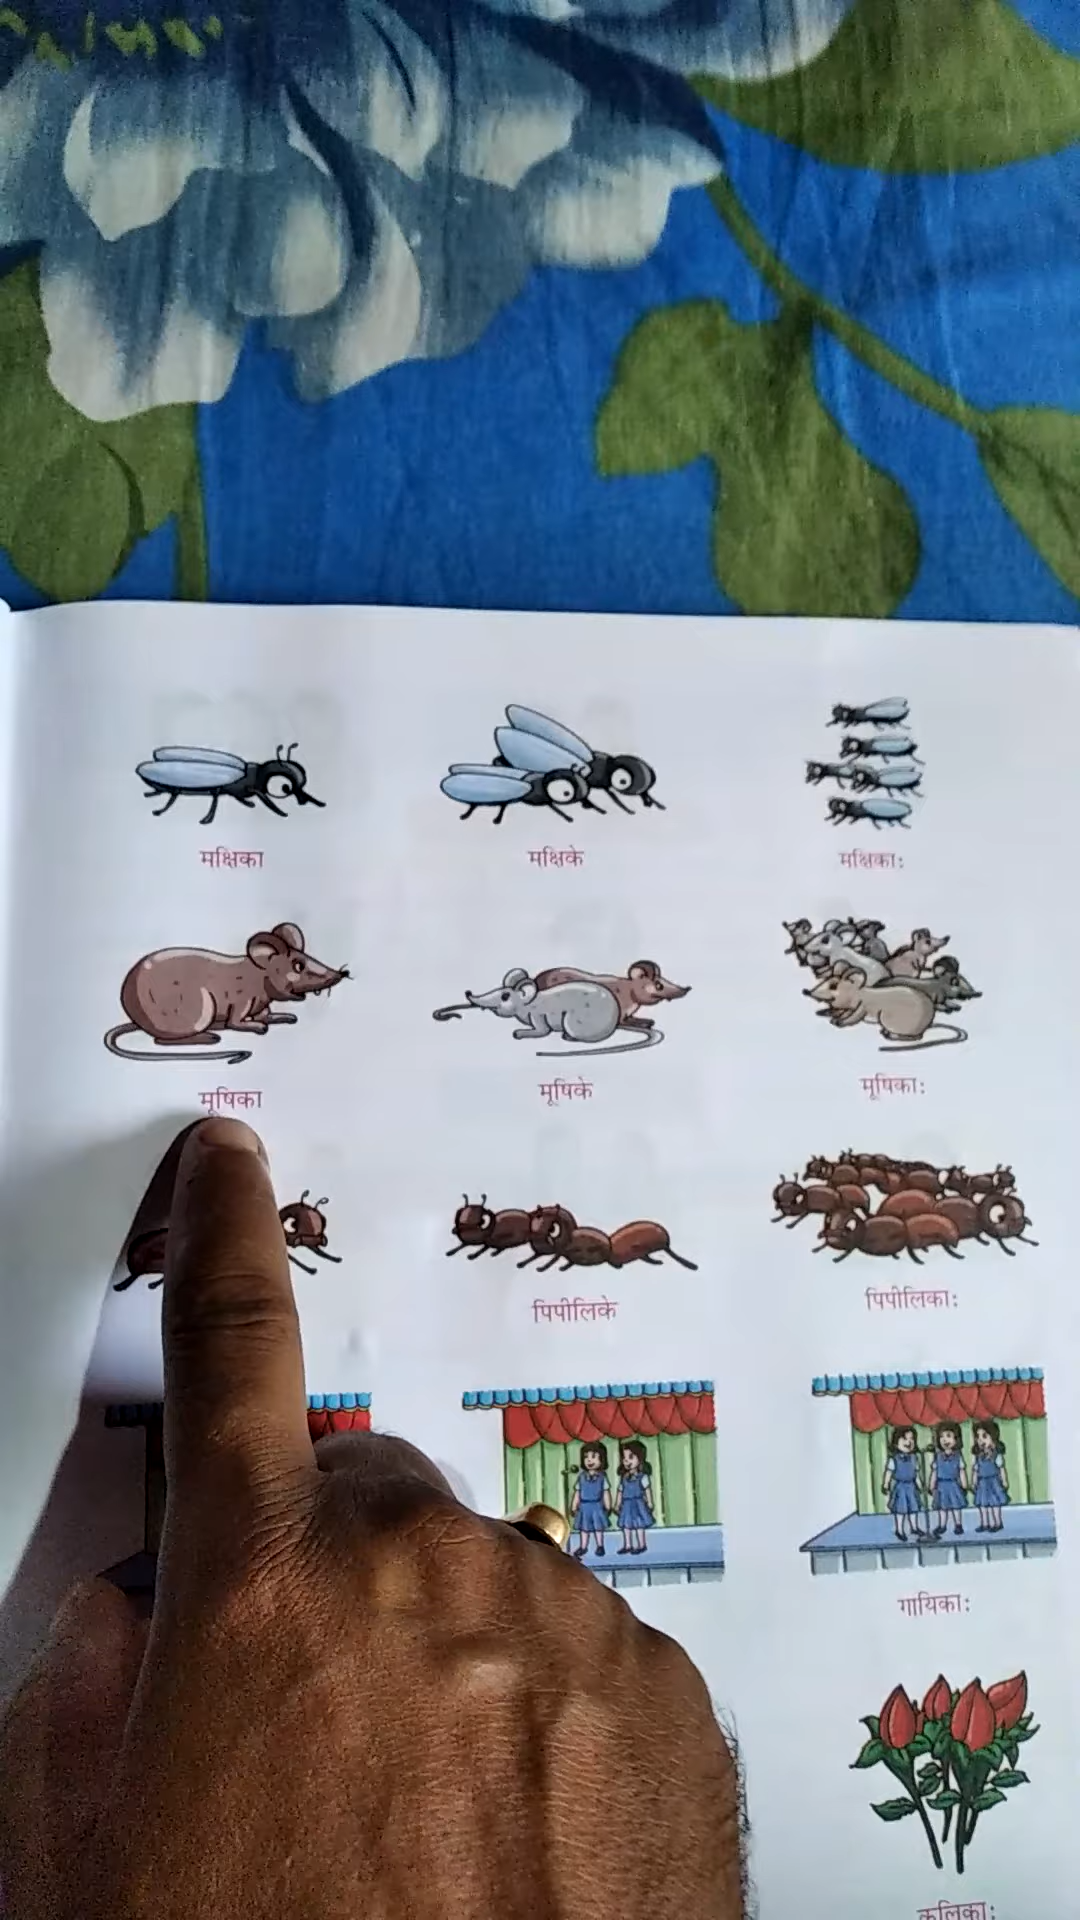 मक्षिका मक्षिके मक्षिका:
मूषिका मूषिके मूषिका:
पिपीलिके पिपीलिका:
गायिका:
कलिका: